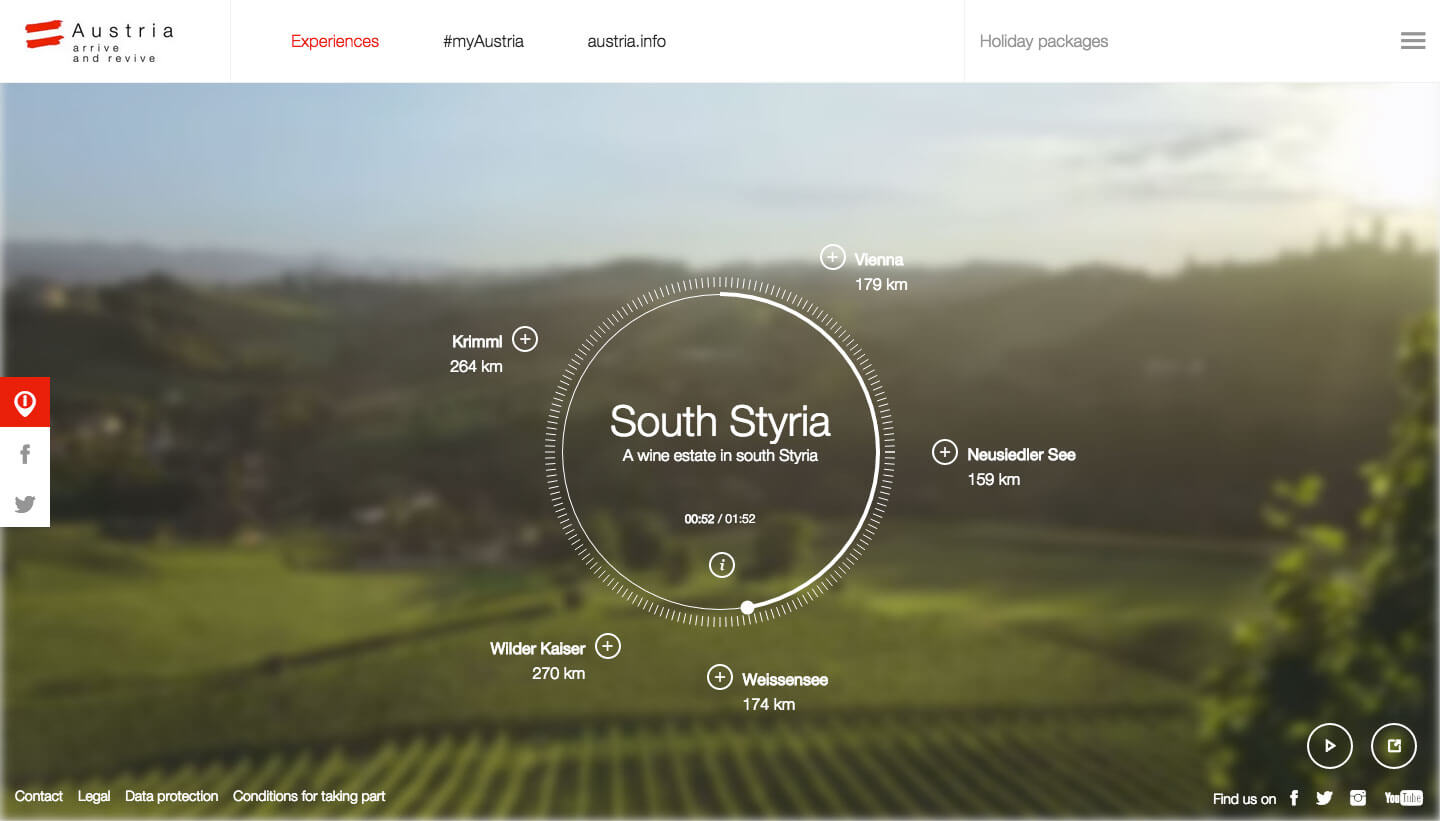 Austria
arrive
and revive
Experiences
#myAustria
austria.info
Holiday packages
Vienna
179 km
Krimml
264 km
South Styria
A wine estate in south Styria
Neusiedler See
159 km
00:52 / 01:52
i
Wilder Kaiser
270 km
Weissensee
174 km
Contact Legal Data protection Conditions for taking part
Find us on
YouTube